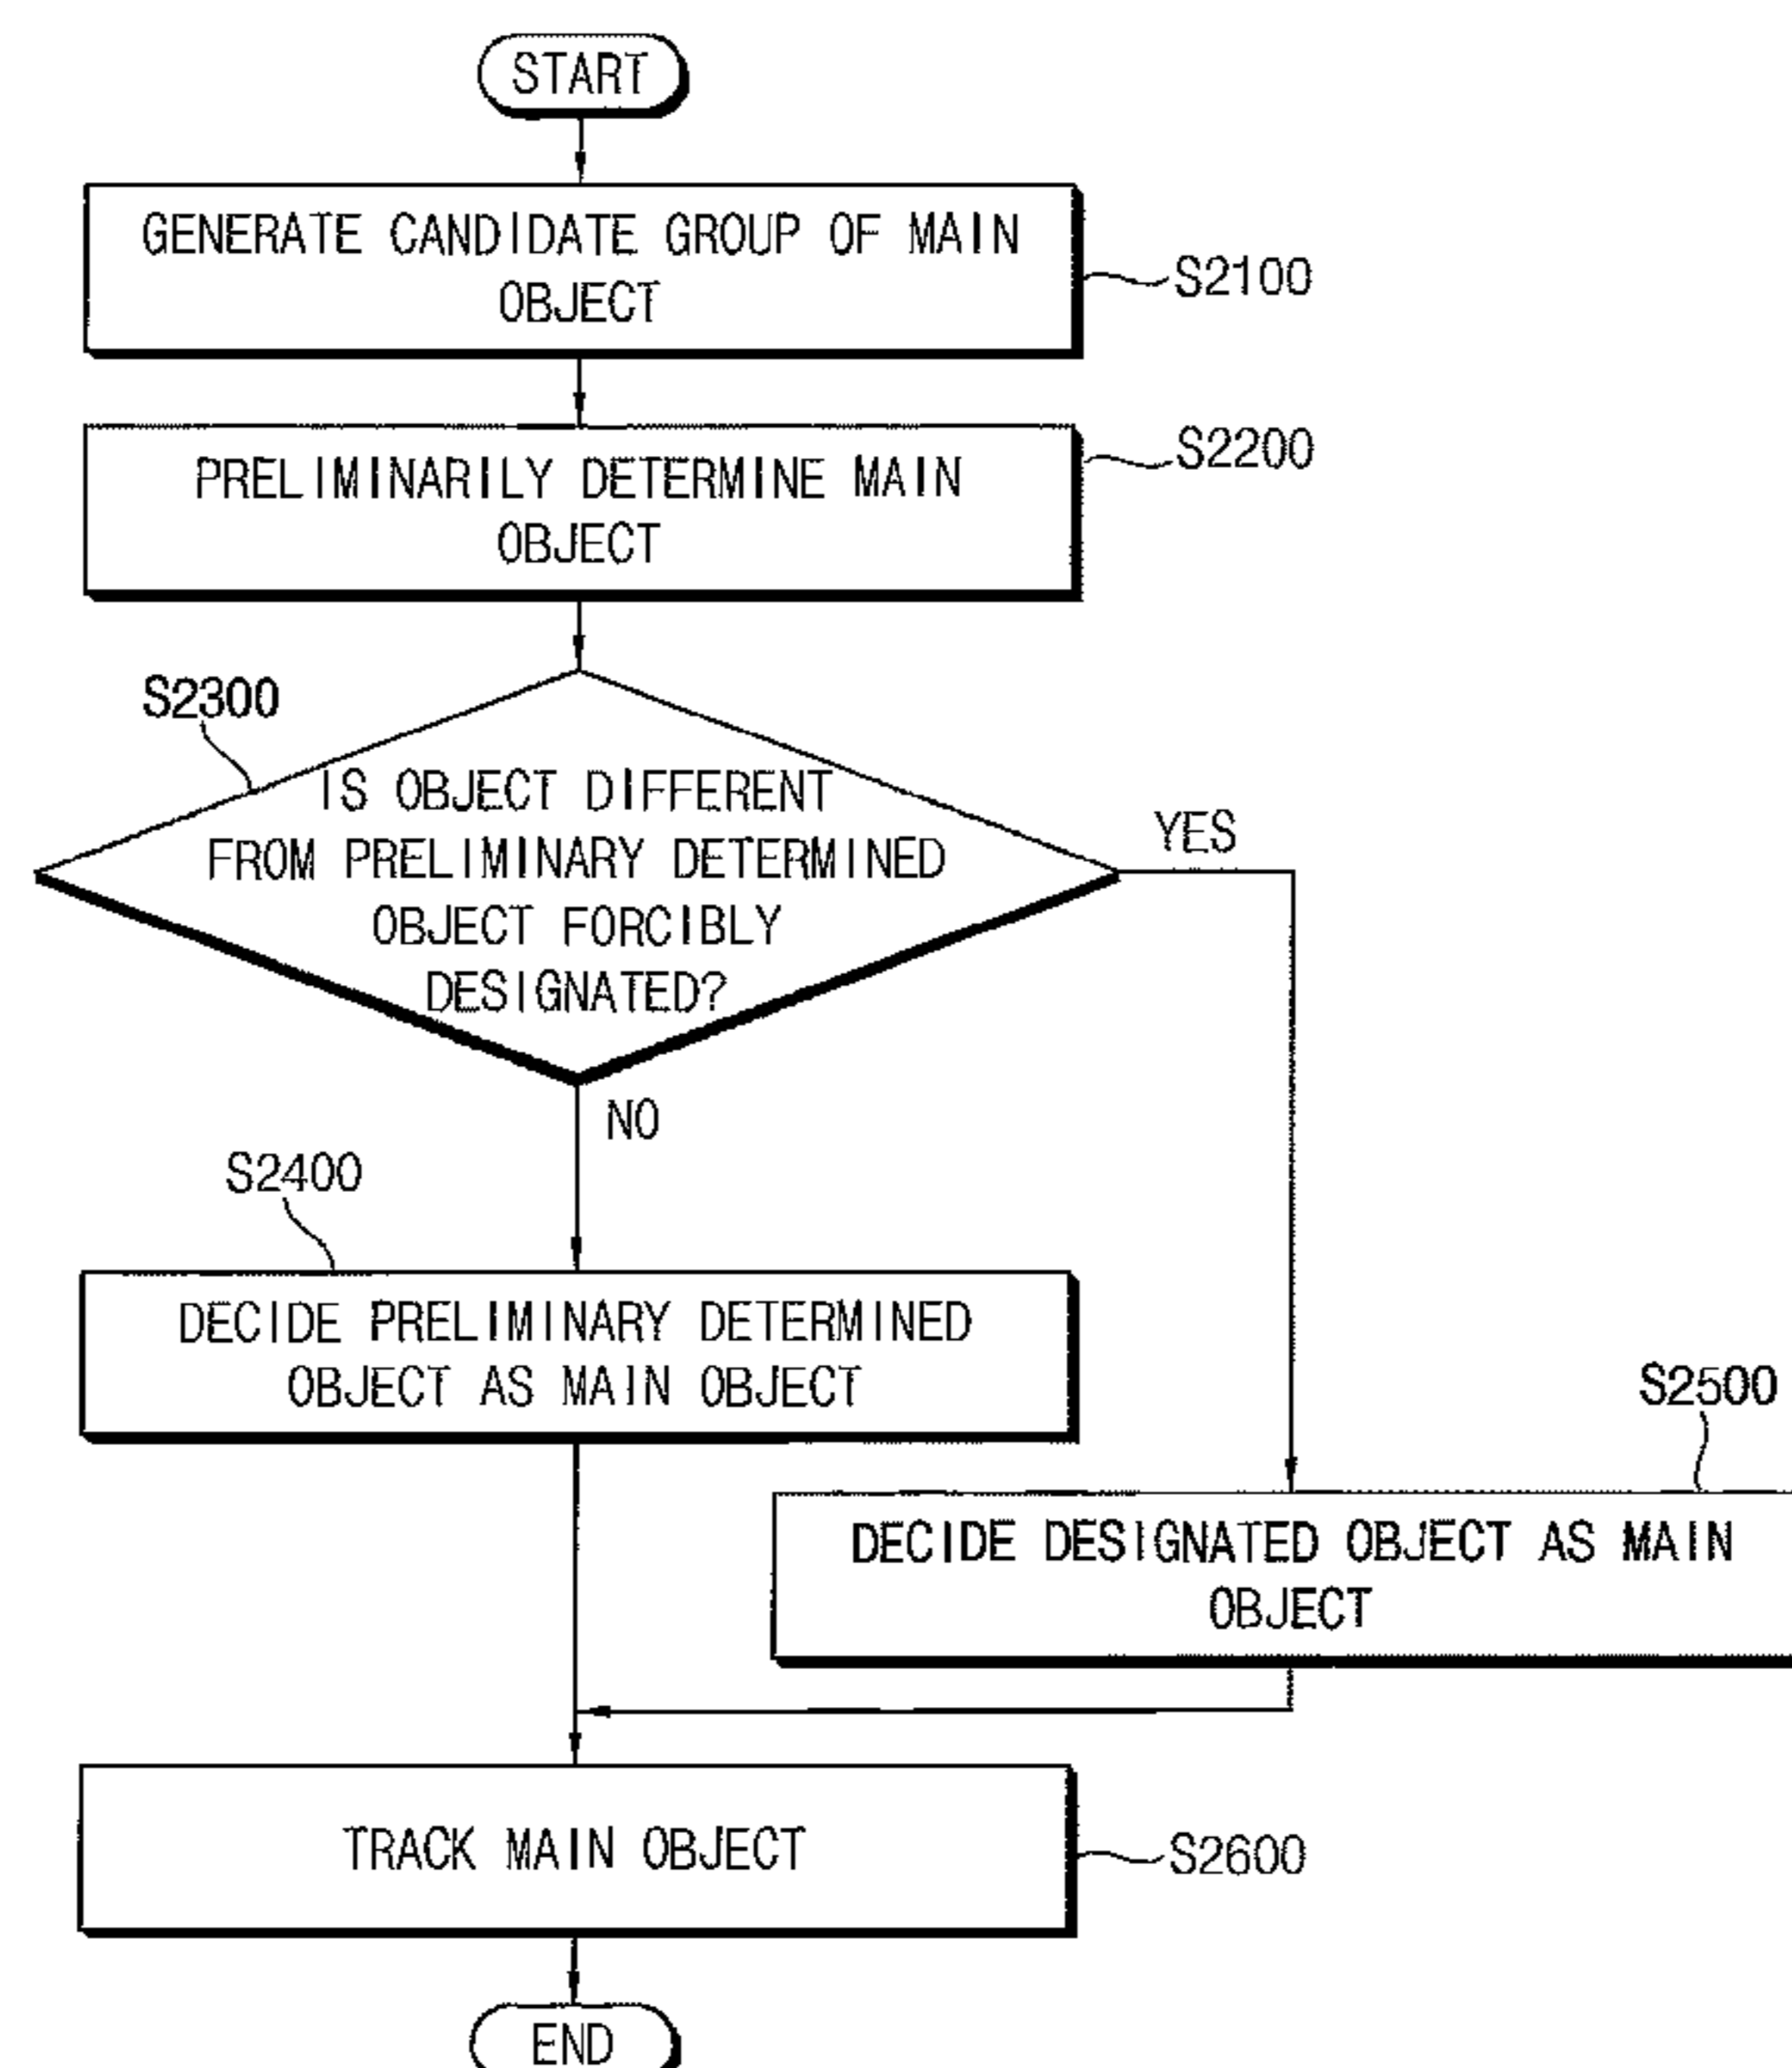 START
GENERATE CANDIDATE GROUP OF MAIN
OBJECT
S2100
PRELIMINARILY DETERMINE MAIN
OBJECT
S2200
S2300
IS OBJECT DIFFERENT
FROM PRELIMINARY DETERMINED
OBJECT FORCIBLY
DESIGNATED?
YES
NO
S2400
DECIDE PRELIMINARY DETERMINED
OBJECT AS MAIN OBJECT
S2500
DECIDE DESIGNATED OBJECT AS MAIN
OBJECT
TRACK MAIN OBJECT
S2600
END